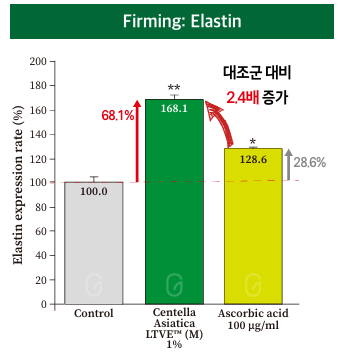 Firming: Elastin
대조군 대비
2.4배 증가
Elastin expression rate (%)
200
180
160
140
120
100
80
60
40
20
0
68.1%
**
168.1
*
128.6
28.6%
100.0
Control
Centella
Asiatica
LTVE™ (M)
1%
Ascorbic acid
100 µg/ml